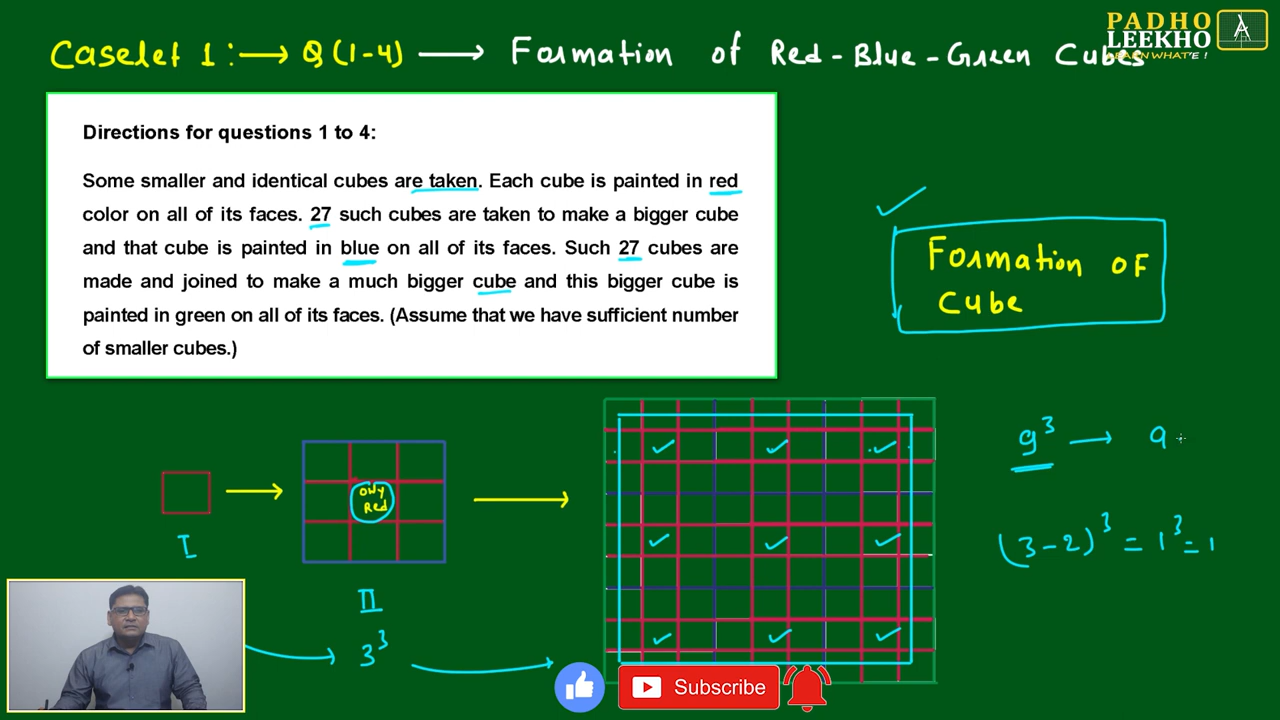 PADHO
LEEKHO
LEARN WHAT'E !
Caselet 1 : → Q (1-4) → Formation of Red-Blue-Green Cubes
Directions for questions 1 to 4:
Some smaller and identical cubes are taken. Each cube is painted in red
color on all of its faces. 27 such cubes are taken to make a bigger cube
and that cube is painted in blue on all of its faces. Such 27 cubes are
made and joined to make a much bigger cube and this bigger cube is
painted in green on all of its faces. (Assume that we have sufficient number
of smaller cubes.)
Formation of
Cube
only
Red
I
II
3³
9³ → 9
(3-2)³ = 1³ = 1
Subscribe